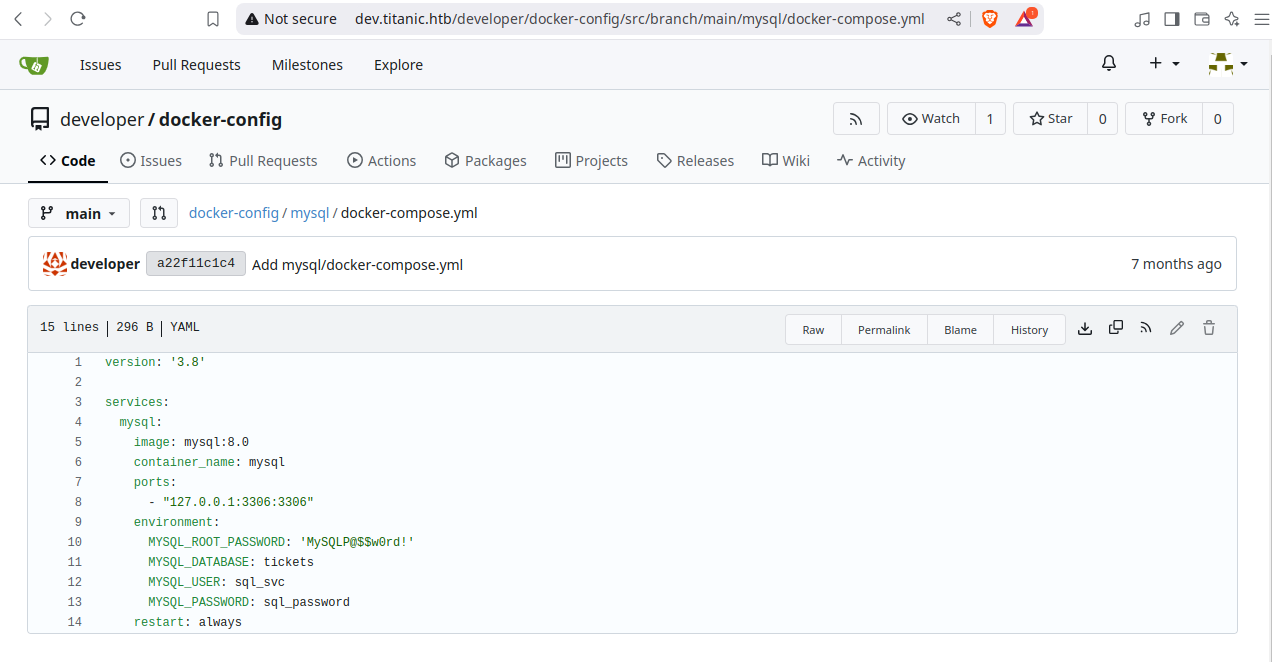 Not secure dev.titanic.htb/developer/docker-config/src/branch/main/mysql/docker-compose.yml
Issues Pull Requests Milestones Explore
developer / docker-config Watch 1 Star 0 Fork 0
Code Issues Pull Requests Actions Packages Projects Releases Wiki Activity
main docker-config / mysql / docker-compose.yml
developer a22f11c1c4 Add mysql/docker-compose.yml 7 months ago
15 lines | 296 B | YAML Raw Permalink Blame History
1 version: '3.8'
2
3 services:
4   mysql:
5     image: mysql:8.0
6     container_name: mysql
7     ports:
8       - "127.0.0.1:3306:3306"
9     environment:
10       MYSQL_ROOT_PASSWORD: 'MySQLP@$$w0rd!'
11       MYSQL_DATABASE: tickets
12       MYSQL_USER: sql_svc
13       MYSQL_PASSWORD: sql_password
14     restart: always